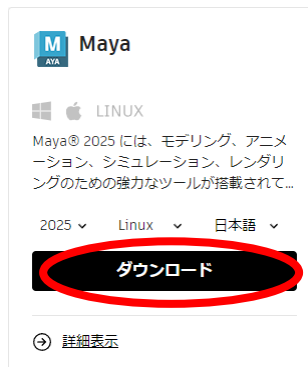 M
AYA
Maya
LINUX
Maya® 2025 には、モデリング、アニメ
ーション、シミュレーション、レンダリ
ングのための強力なツールが搭載されて...
2025 Linux 日本語
ダウンロード
詳細表示